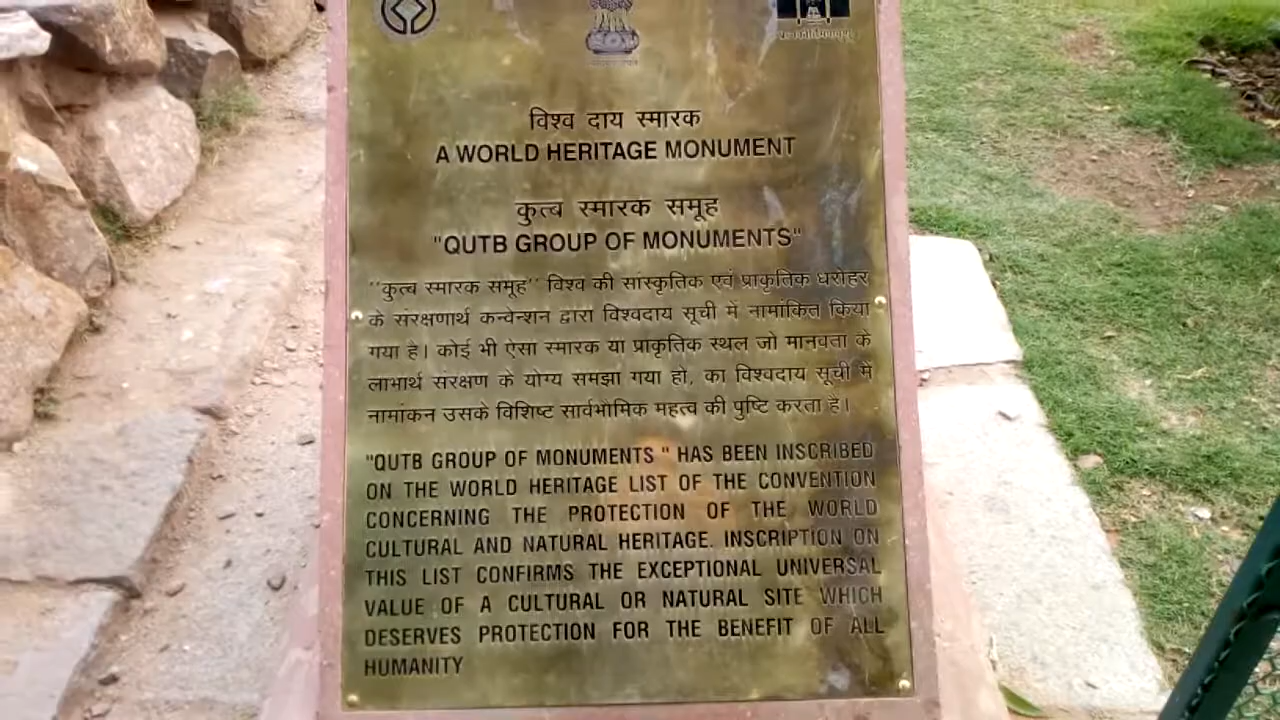 विश्व दाय स्मारक
A WORLD HERITAGE MONUMENT
कुत्ब स्मारक समूह
"QUTB GROUP OF MONUMENTS"
''कुत्ब स्मारक समूह'' विश्व की सांस्कृतिक एवं प्राकृतिक धरोहर
के संरक्षणार्थ कन्वेन्शन द्वारा विश्वदाय सूची में नामांकित किया
गया है। कोई भी ऐसा स्मारक या प्राकृतिक स्थल जो मानवता के
लाभार्थ संरक्षण के योग्य समझा गया हो, का विश्वदाय सूची में
नामांकन उसके विशिष्ट सार्वभौमिक महत्व की पुष्टि करता है।
"QUTB GROUP OF MONUMENTS " HAS BEEN INSCRIBED
ON THE WORLD HERITAGE LIST OF THE CONVENTION
CONCERNING THE PROTECTION OF THE WORLD
CULTURAL AND NATURAL HERITAGE. INSCRIPTION ON
THIS LIST CONFIRMS THE EXCEPTIONAL UNIVERSAL
VALUE OF A CULTURAL OR NATURAL SITE WHICH
DESERVES PROTECTION FOR THE BENEFIT OF ALL
HUMANITY